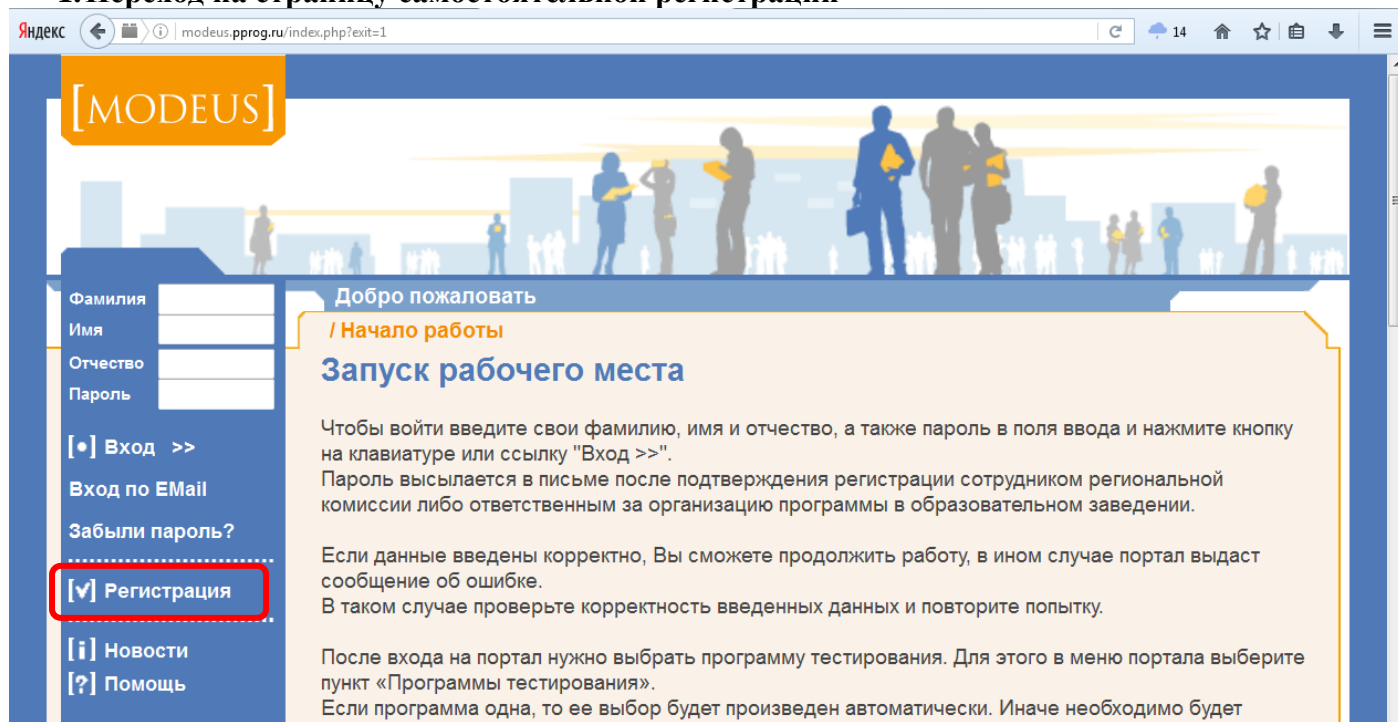 1.Переход на страницу самостоятельной регистрации
Яндекс
modeus.pprog.ru/index.php?exit=1
14
[MODEUS]
Фамилия
Имя
Отчество
Пароль
[•] Вход >>
Вход по EMail
Забыли пароль?
[v] Регистрация
[i] Новости
[?] Помощь
Добро пожаловать
/ Начало работы
Запуск рабочего места
Чтобы войти введите свои фамилию, имя и отчество, а также пароль в поля ввода и нажмите кнопку
на клавиатуре или ссылку "Вход >>".
Пароль высылается в письме после подтверждения регистрации сотрудником региональной
комиссии либо ответственным за организацию программы в образовательном заведении.
Если данные введены корректно, Вы сможете продолжить работу, в ином случае портал выдаст
сообщение об ошибке.
В таком случае проверьте корректность введенных данных и повторите попытку.
После входа на портал нужно выбрать программу тестирования. Для этого в меню портала выберите
пункт «Программы тестирования».
Если программа одна, то ее выбор будет произведен автоматически. Иначе необходимо будет